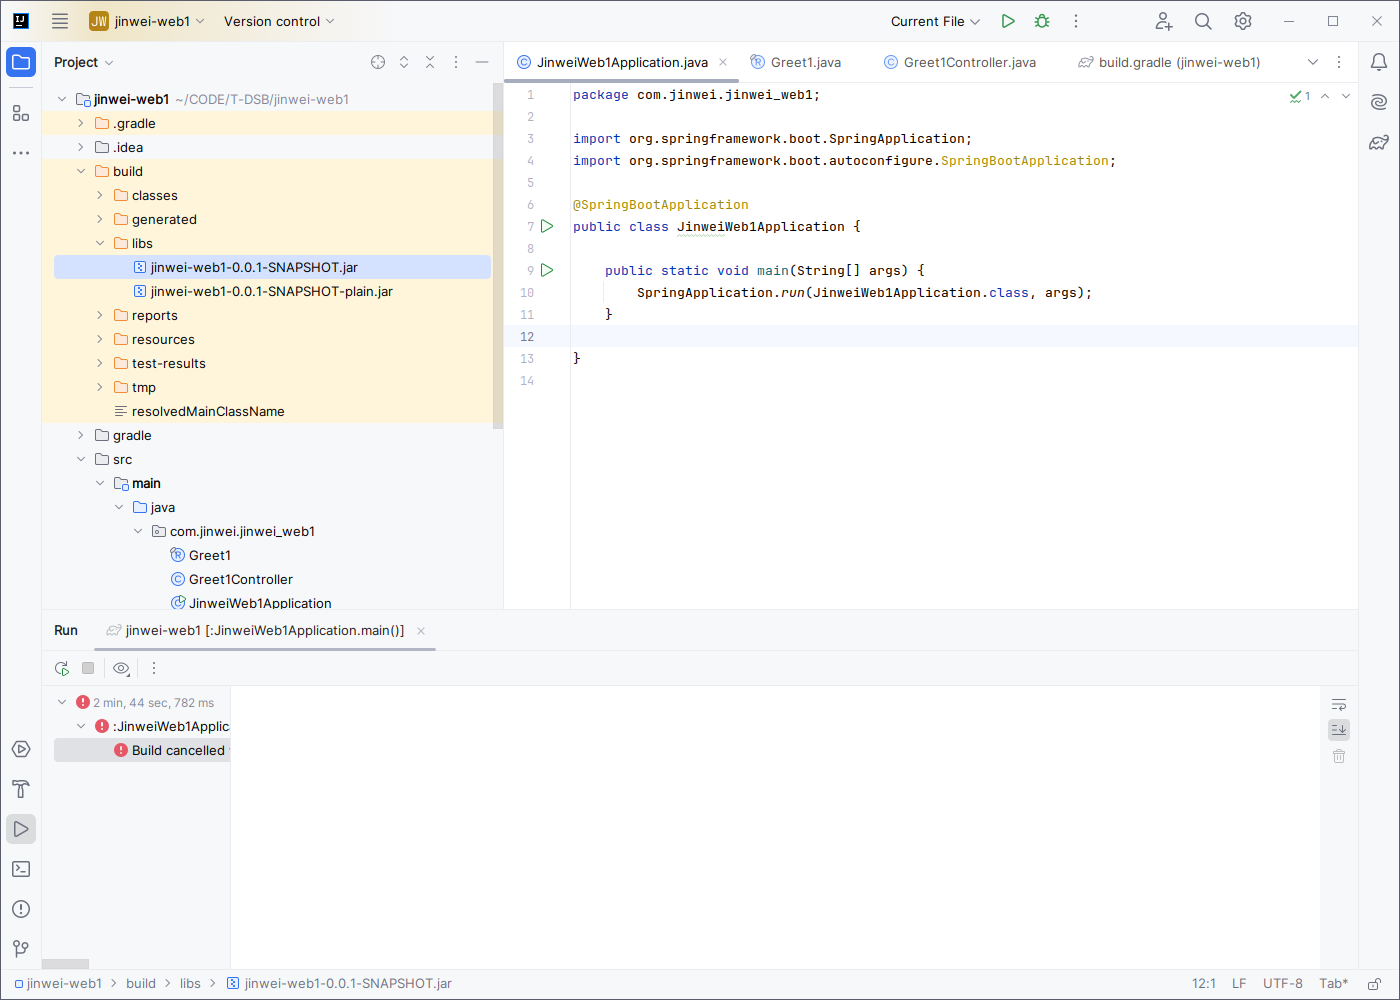 JW jinwei-web1 Version control Current File
Project
JinweiWeb1Application.java Greet1.java Greet1Controller.java build.gradle (jinwei-web1)
jinwei-web1 ~/CODE/T-DSB/jinwei-web1
.gradle
.idea
build
classes
generated
libs
jinwei-web1-0.0.1-SNAPSHOT.jar
jinwei-web1-0.0.1-SNAPSHOT-plain.jar
reports
resources
test-results
tmp
resolvedMainClassName
gradle
src
main
java
com.jinwei.jinwei_web1
Greet1
Greet1Controller
JinweiWeb1Application
1 package com.jinwei.jinwei_web1;
2
3 import org.springframework.boot.SpringApplication;
4 import org.springframework.boot.autoconfigure.SpringBootApplication;
5
6 @SpringBootApplication
7 public class JinweiWeb1Application {
8
9 public static void main(String[] args) {
10 SpringApplication.run(JinweiWeb1Application.class, args);
11 }
12
13 }
14
1
Run jinwei-web1 [:JinweiWeb1Application.main()]
2 min, 44 sec, 782 ms
:JinweiWeb1Applic
Build cancelled
jinwei-web1 build libs jinwei-web1-0.0.1-SNAPSHOT.jar 12:1 LF UTF-8 Tab*